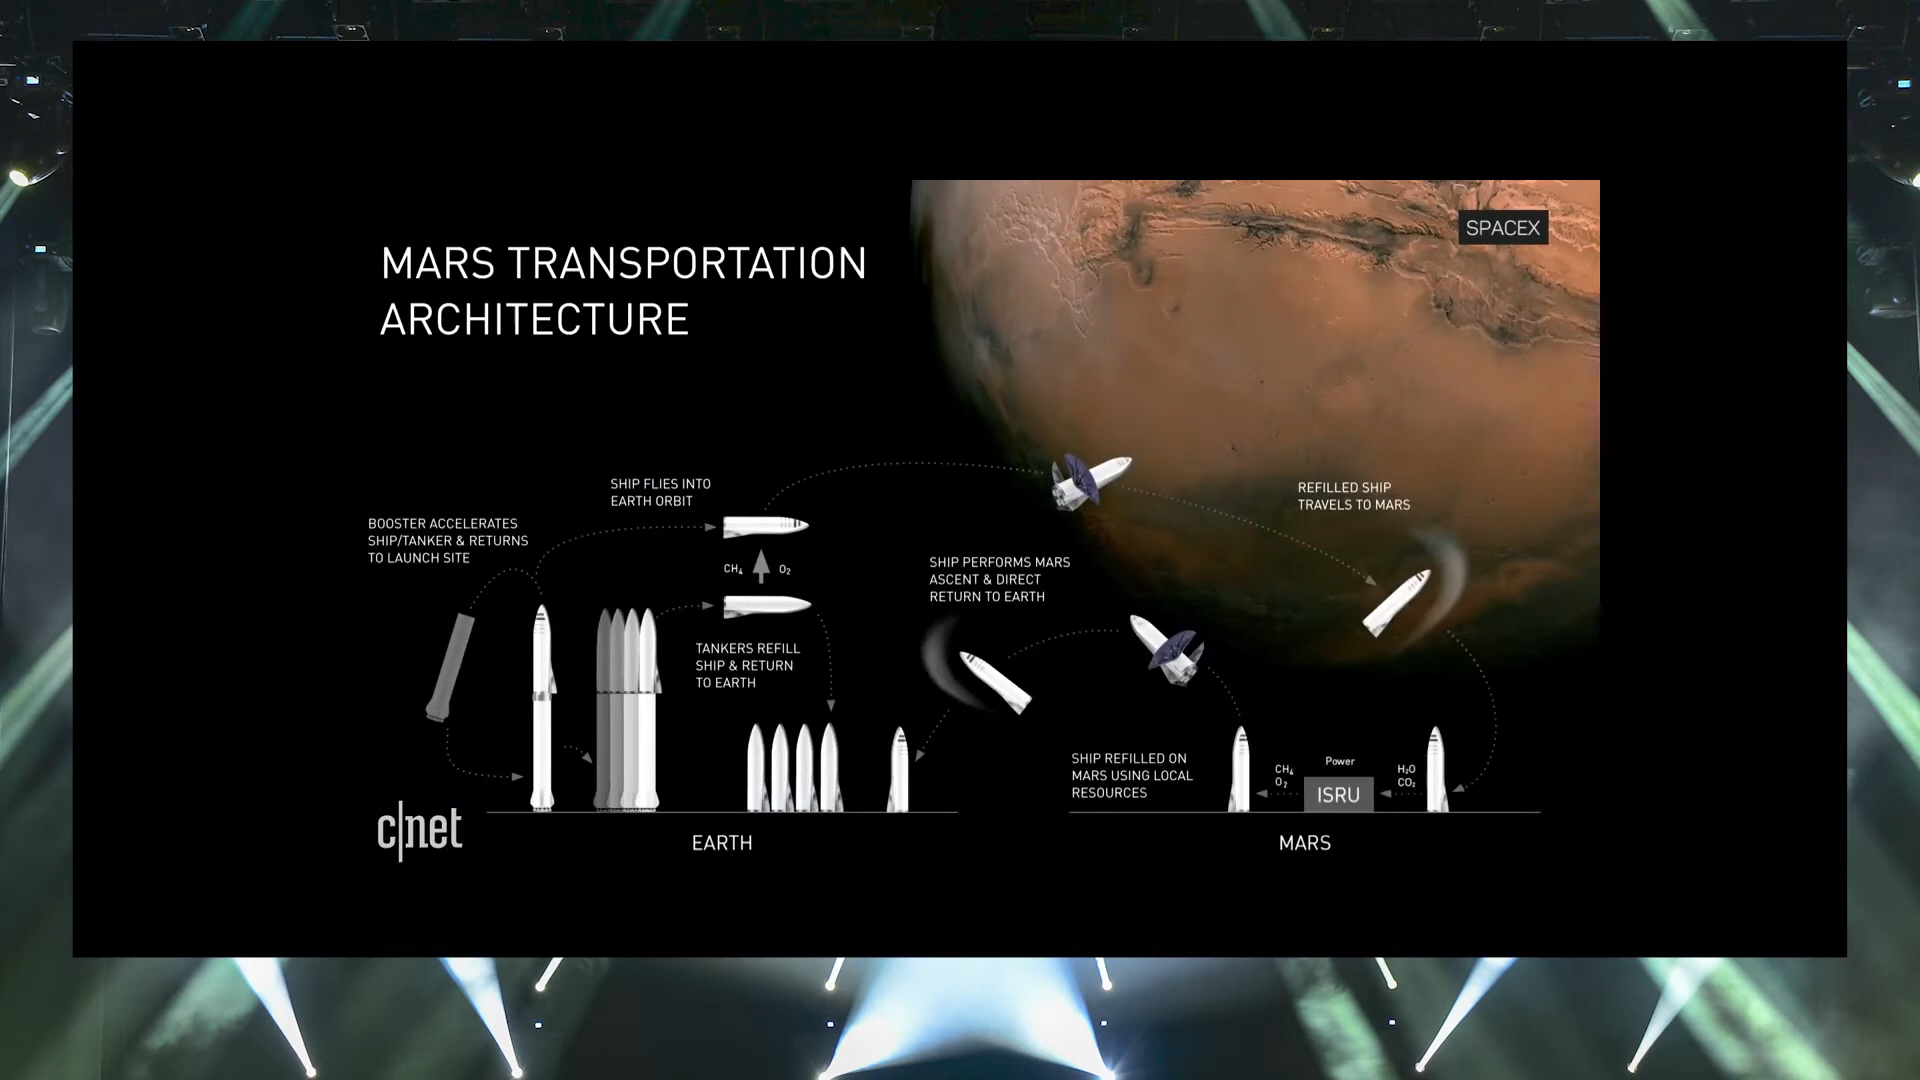 SPACEX
MARS TRANSPORTATION
ARCHITECTURE
BOOSTER ACCELERATES
SHIP/TANKER & RETURNS
TO LAUNCH SITE
SHIP FLIES INTO
EARTH ORBIT
CH₄ O₂
TANKERS REFILL
SHIP & RETURN
TO EARTH
SHIP PERFORMS MARS
ASCENT & DIRECT
RETURN TO EARTH
REFILLED SHIP
TRAVELS TO MARS
SHIP REFILLED ON
MARS USING LOCAL
RESOURCES
CH₄
O₂
Power
ISRU
H₂O
CO₂
c|net
EARTH
MARS